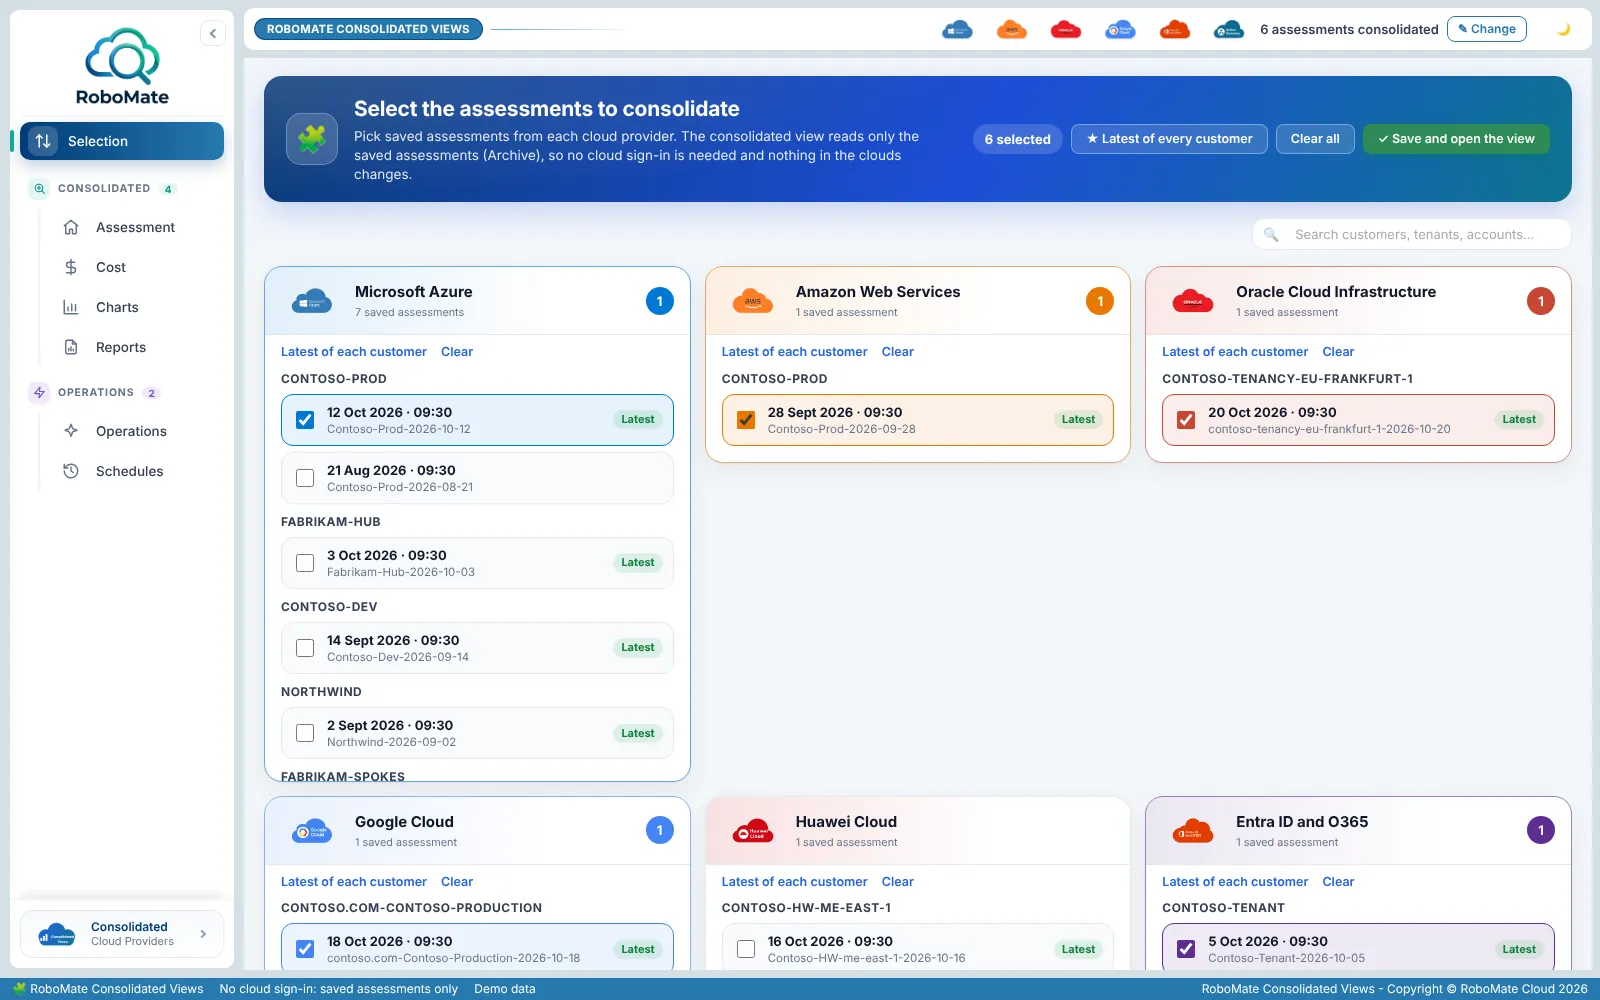 RoboMate
Selection
CONSOLIDATED 4
Assessment
Cost
Charts
Reports
OPERATIONS 2
Operations
Schedules
Consolidated
Cloud Providers
ROBOMATE CONSOLIDATED VIEWS
6 assessments consolidated
✎ Change
Select the assessments to consolidate
Pick saved assessments from each cloud provider. The consolidated view reads only the
saved assessments (Archive), so no cloud sign-in is needed and nothing in the clouds
changes.
6 selected
★ Latest of every customer
Clear all
✓ Save and open the view
Search customers, tenants, accounts...
Microsoft Azure
7 saved assessments
1
Latest of each customer Clear
CONTOSO-PROD
12 Oct 2026 · 09:30
Contoso-Prod-2026-10-12
Latest
21 Aug 2026 · 09:30
Contoso-Prod-2026-08-21
FABRIKAM-HUB
3 Oct 2026 · 09:30
Fabrikam-Hub-2026-10-03
Latest
CONTOSO-DEV
14 Sept 2026 · 09:30
Contoso-Dev-2026-09-14
Latest
NORTHWIND
2 Sept 2026 · 09:30
Northwind-2026-09-02
Latest
FABRIKAM-SPOKES
aws
Amazon Web Services
1 saved assessment
1
Latest of each customer Clear
CONTOSO-PROD
28 Sept 2026 · 09:30
Contoso-Prod-2026-09-28
Latest
Oracle Cloud Infrastructure
1 saved assessment
1
Latest of each customer Clear
CONTOSO-TENANCY-EU-FRANKFURT-1
20 Oct 2026 · 09:30
contoso-tenancy-eu-frankfurt-1-2026-10-20
Latest
Google Cloud
1 saved assessment
1
Latest of each customer Clear
CONTOSO.COM-CONTOSO-PRODUCTION
18 Oct 2026 · 09:30
contoso.com-Contoso-Production-2026-10-18
Latest
Huawei Cloud
1 saved assessment
Latest of each customer Clear
CONTOSO-HW-ME-EAST-1
16 Oct 2026 · 09:30
Contoso-HW-me-east-1-2026-10-16
Latest
Entra ID and O365
1 saved assessment
1
Latest of each customer Clear
CONTOSO-TENANT
5 Oct 2026 · 09:30
Contoso-Tenant-2026-10-05
Latest
RoboMate Consolidated Views No cloud sign-in: saved assessments only Demo data
RoboMate Consolidated Views - Copyright © RoboMate Cloud 2026